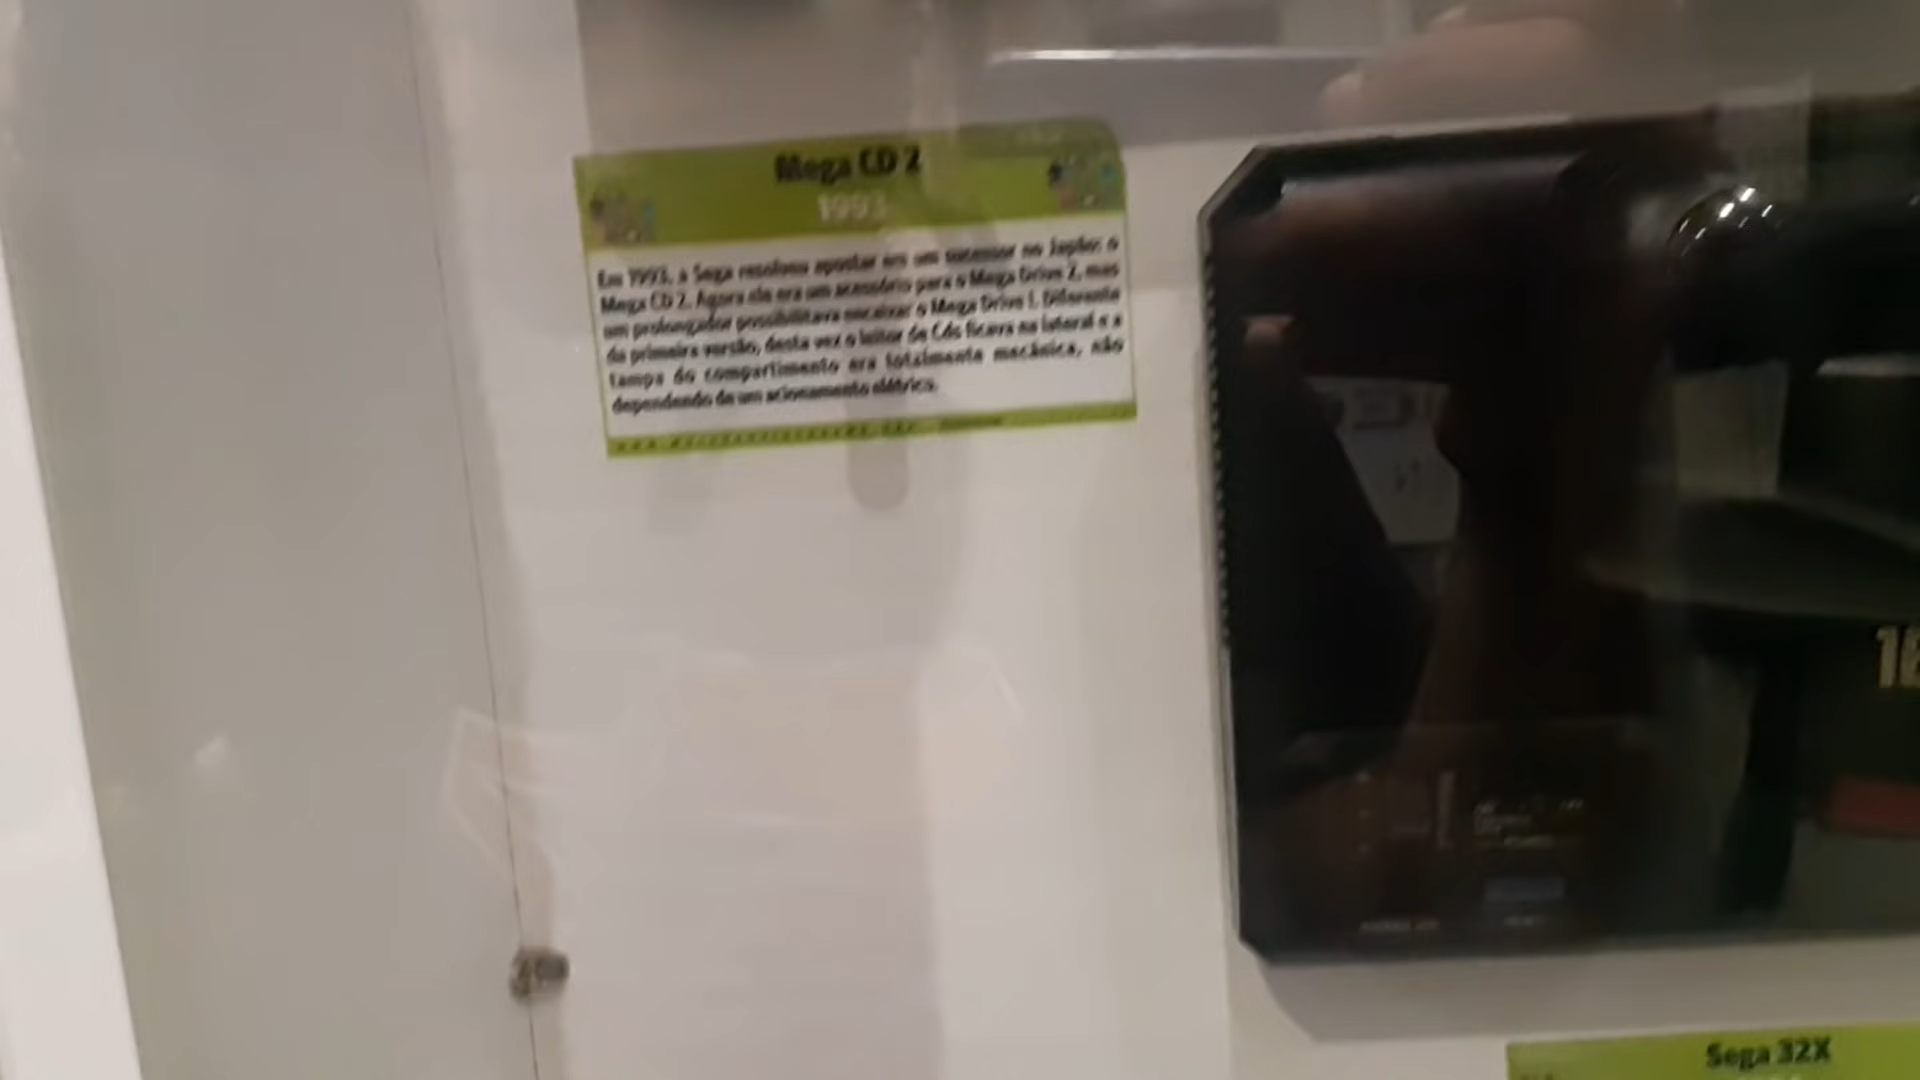 Mega CD 2
1993
Em 1993, a Sega resolveu apostar em um sucessor no Japão: o
Mega CD 2. Agora ele era um acessório para o Mega Drive 2, mas
um prolongador possibilitava encaixar o Mega Drive 1. Diferente
da primeira versão, desta vez o leitor de Cds ficava na lateral e a
tampa do compartimento era totalmente mecânica, não
dependendo de um acionamento elétrico.
Sega 32X